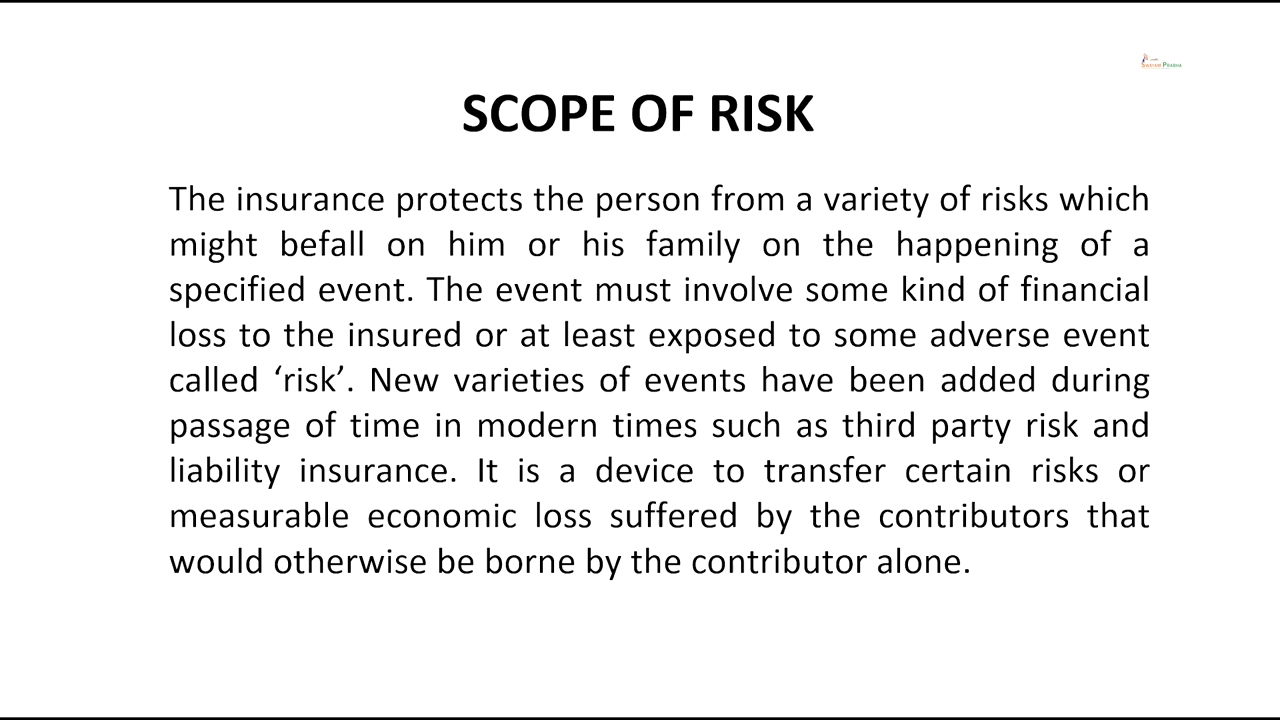 SWAYAM PRABHA
SCOPE OF RISK
The insurance protects the person from a variety of risks which
might befall on him or his family on the happening of a
specified event. The event must involve some kind of financial
loss to the insured or at least exposed to some adverse event
called ‘risk’. New varieties of events have been added during
passage of time in modern times such as third party risk and
liability insurance. It is a device to transfer certain risks or
measurable economic loss suffered by the contributors that
would otherwise be borne by the contributor alone.